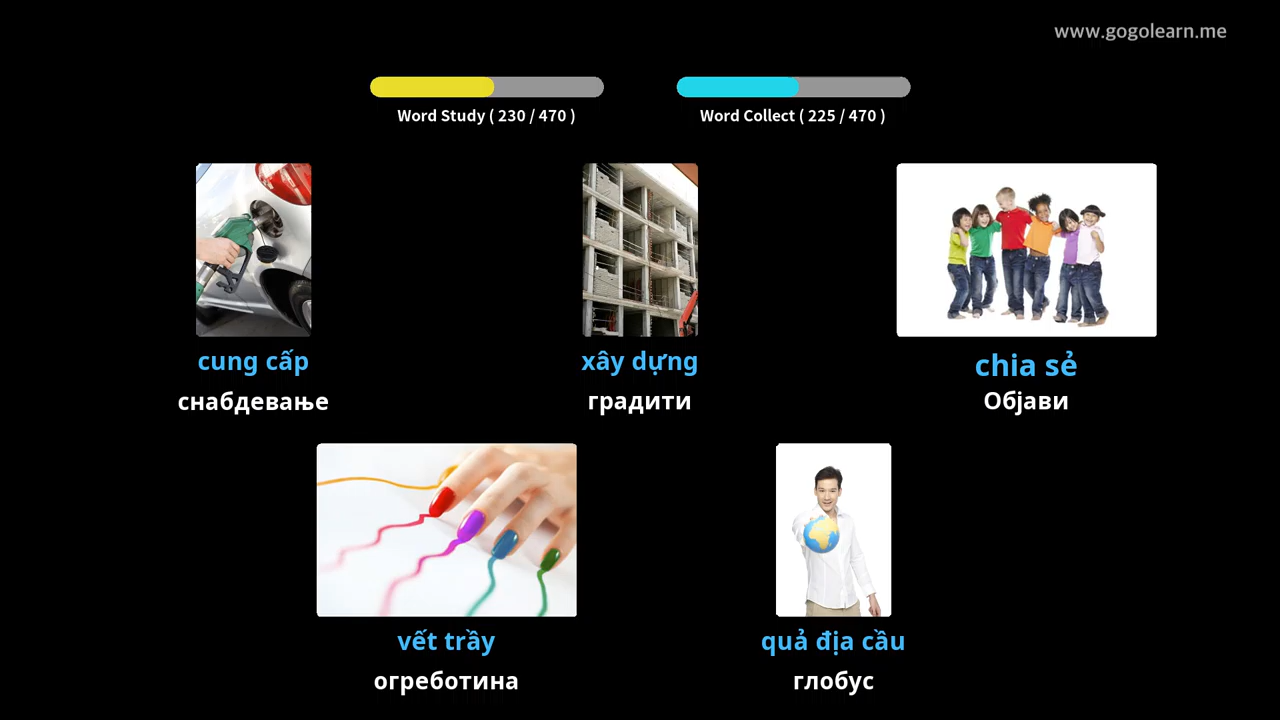 www.gogolearn.me
Word Study ( 230 / 470 )
Word Collect ( 225 / 470 )
cung cấp
снабдевање
xây dựng
градити
chia sẻ
Објави
vết trầy
огреботина
quả địa cầu
глобус